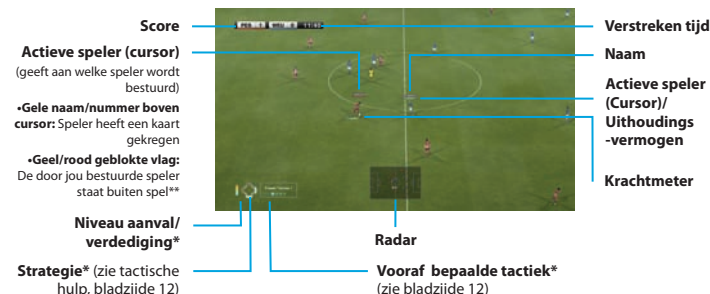 Score
Actieve speler (cursor)
(geeft aan welke speler wordt
bestuurd)
•Gele naam/nummer boven
cursor: Speler heeft een kaart
gekregen
•Geel/rood geblokte vlag:
De door jou bestuurde speler
staat buiten spel**
Niveau aanval/
verdediging*
Strategie* (zie tactische
hulp, bladzijde 12)
Radar
Vooraf bepaalde tactiek*
(zie bladzijde 12)
Verstreken tijd
Naam
Actieve speler
(Cursor)/
Uithoudings
-vermogen
Krachtmeter